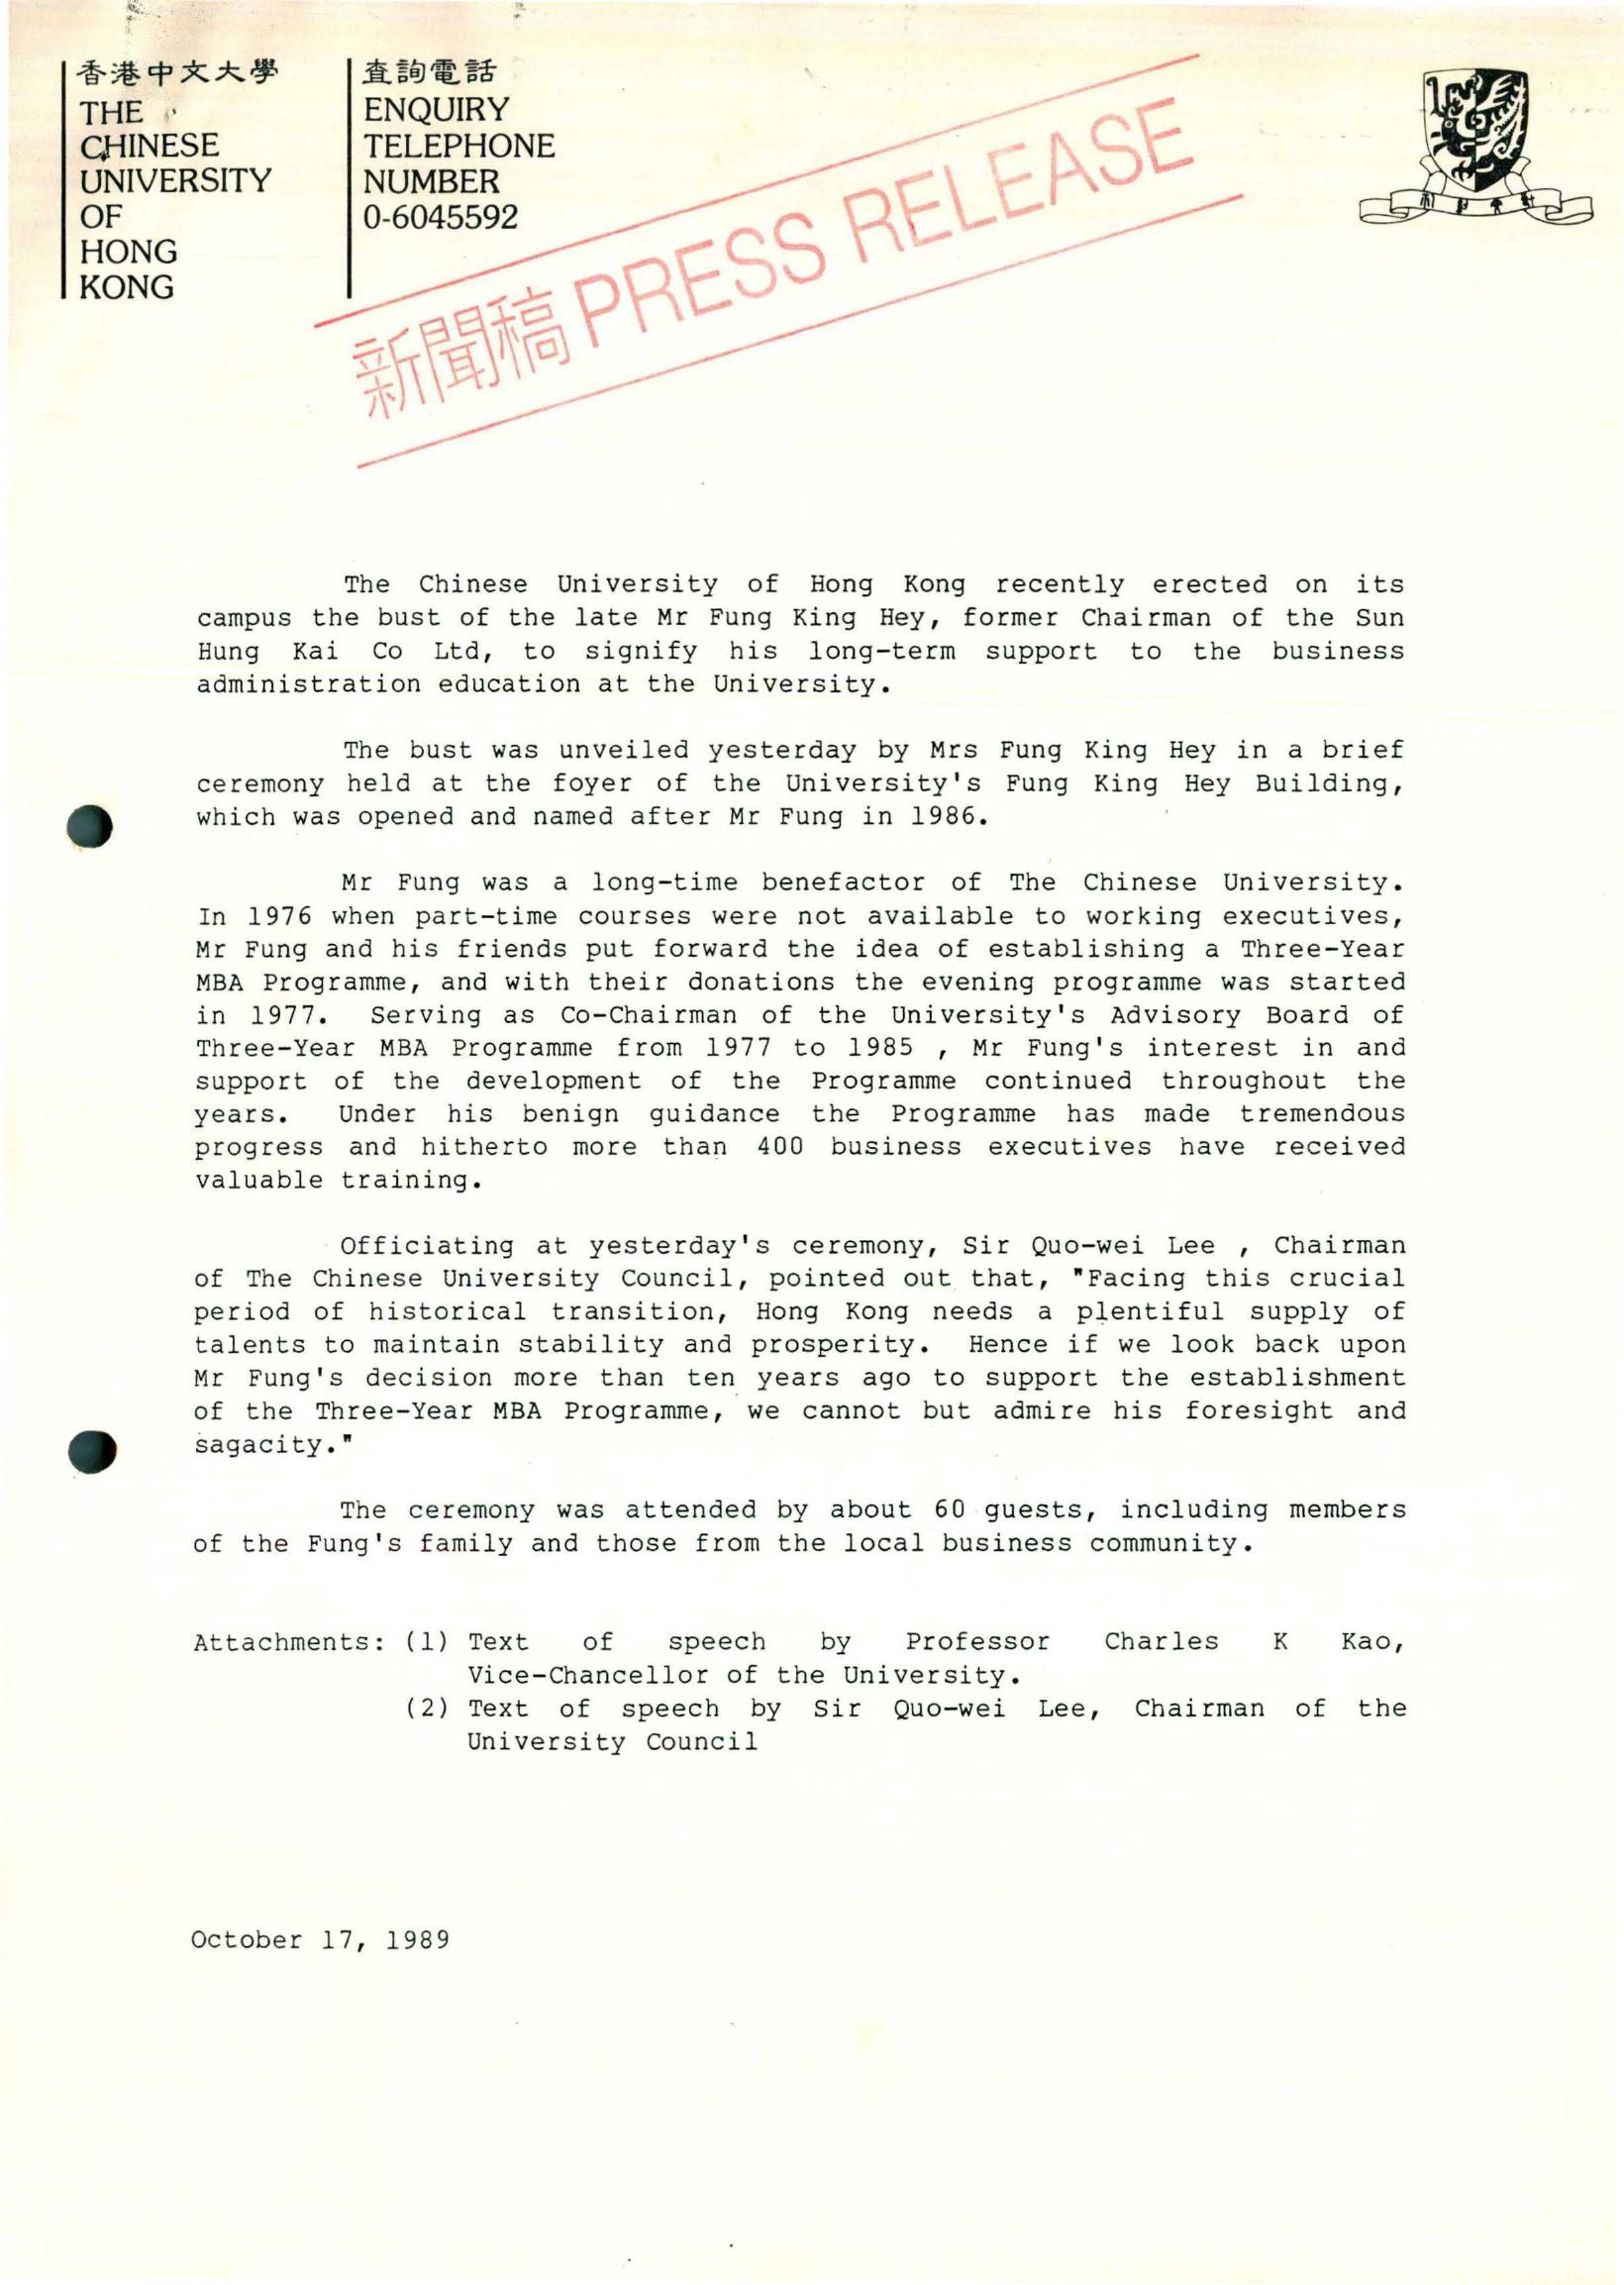 香港中文大學
THE
CHINESE
UNIVERSITY
OF
HONG
KONG
查詢電話
ENQUIRY
TELEPHONE
NUMBER
0-6045592
新聞稿 PRESS RELEASE
The Chinese University of Hong Kong recently erected on its
campus the bust of the late Mr Fung King Hey, former Chairman of the Sun
Hung Kai Co Ltd, to signify his long-term support to the business
administration education at the University.
The bust was unveiled yesterday by Mrs Fung King Hey in a brief
ceremony held at the foyer of the University's Fung King Hey Building,
which was opened and named after Mr Fung in 1986.
Mr Fung was a long-time benefactor of The Chinese University.
In 1976 when part-time courses were not available to working executives,
Mr Fung and his friends put forward the idea of establishing a Three-Year
MBA Programme, and with their donations the evening programme was started
in 1977. Serving as Co-Chairman of the University's Advisory Board of
Three-Year MBA Programme from 1977 to 1985 , Mr Fung's interest in and
support of the development of the Programme continued throughout the
years. Under his benign guidance the Programme has made tremendous
progress and hitherto more than 400 business executives have received
valuable training.
Officiating at yesterday's ceremony, Sir Quo-wei Lee , Chairman
of The Chinese University Council, pointed out that, "Facing this crucial
period of historical transition, Hong Kong needs a plentiful supply of
talents to maintain stability and prosperity. Hence if we look back upon
Mr Fung's decision more than ten years ago to support the establishment
of the Three-Year MBA Programme, we cannot but admire his foresight and
sagacity."
The ceremony was attended by about 60 guests, including members
of the Fung's family and those from the local business community.
Attachments: (1) Text of speech by Professor Charles K Kao,
Vice-Chancellor of the University.
(2) Text of speech by Sir Quo-wei Lee, Chairman of the
University Council
October 17, 1989